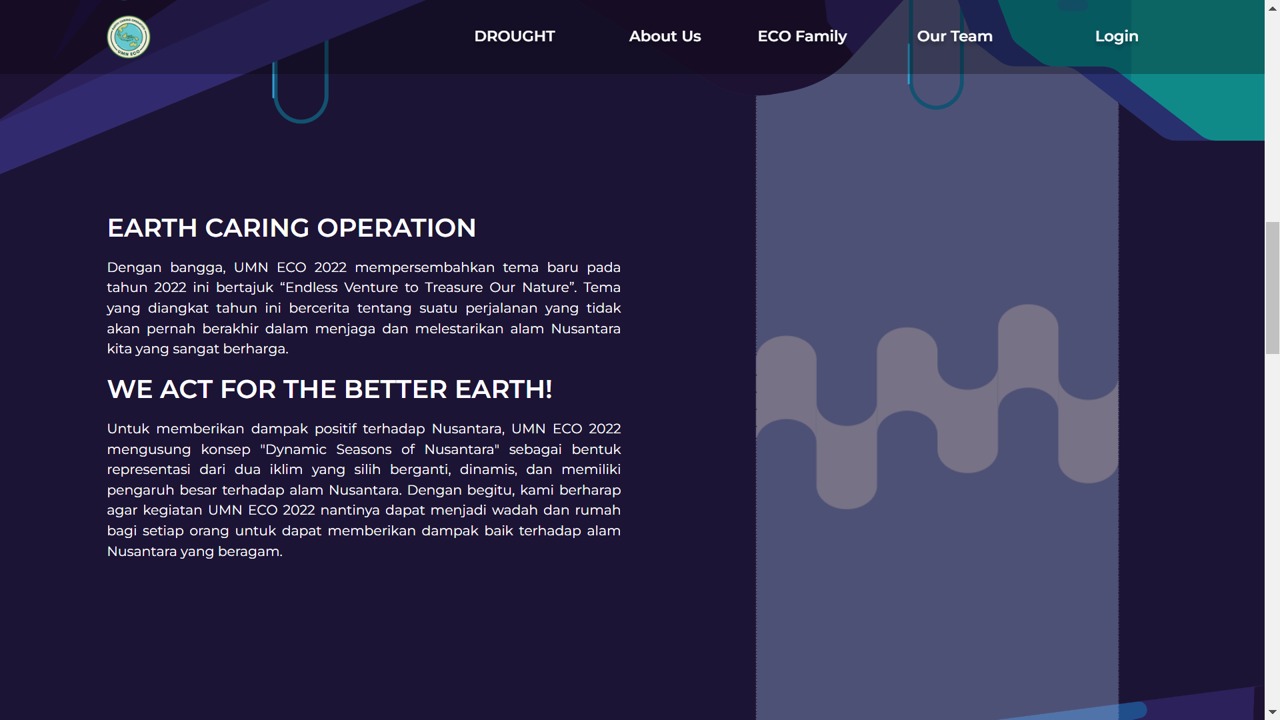 DROUGHT About Us ECO Family Our Team Login
UMN ECO
EARTH CARING OPERATION
Dengan bangga, UMN ECO 2022 mempersembahkan tema baru pada
tahun 2022 ini bertajuk “Endless Venture to Treasure Our Nature”. Tema
yang diangkat tahun ini bercerita tentang suatu perjalanan yang tidak
akan pernah berakhir dalam menjaga dan melestarikan alam Nusantara
kita yang sangat berharga.
WE ACT FOR THE BETTER EARTH!
Untuk memberikan dampak positif terhadap Nusantara, UMN ECO 2022
mengusung konsep "Dynamic Seasons of Nusantara" sebagai bentuk
representasi dari dua iklim yang silih berganti, dinamis, dan memiliki
pengaruh besar terhadap alam Nusantara. Dengan begitu, kami berharap
agar kegiatan UMN ECO 2022 nantinya dapat menjadi wadah dan rumah
bagi setiap orang untuk dapat memberikan dampak baik terhadap alam
Nusantara yang beragam.